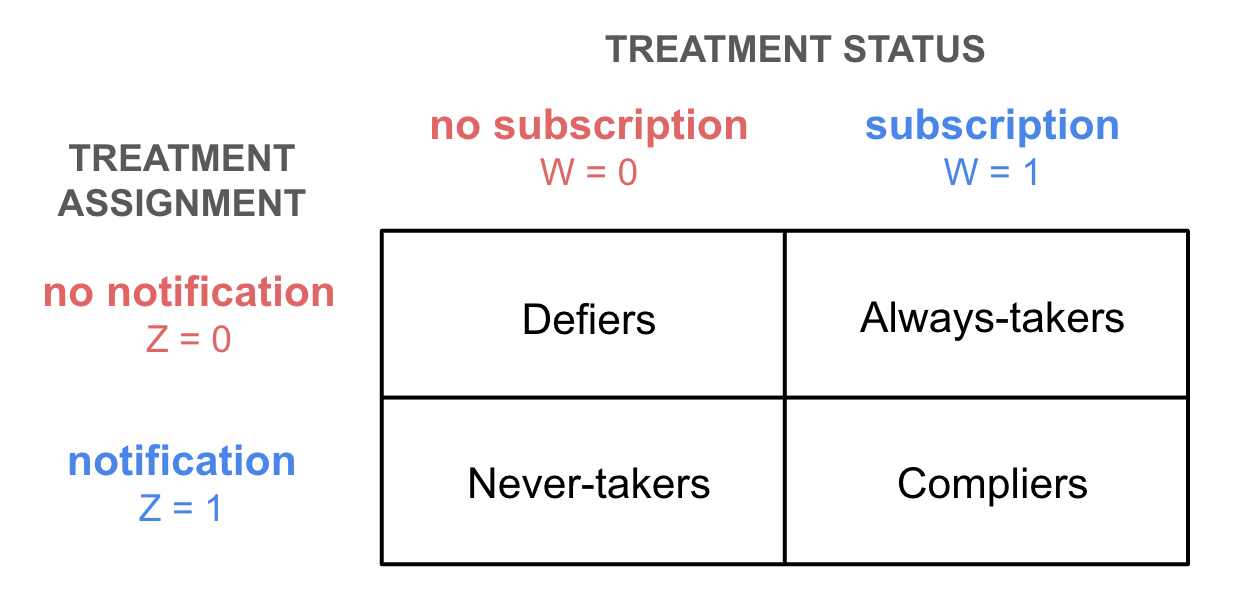 TREATMENT STATUS
no subscription
W = 0
subscription
W = 1
TREATMENT
ASSIGNMENT
no notification
Z = 0
Defiers
Always-takers
notification
Z = 1
Never-takers
Compliers